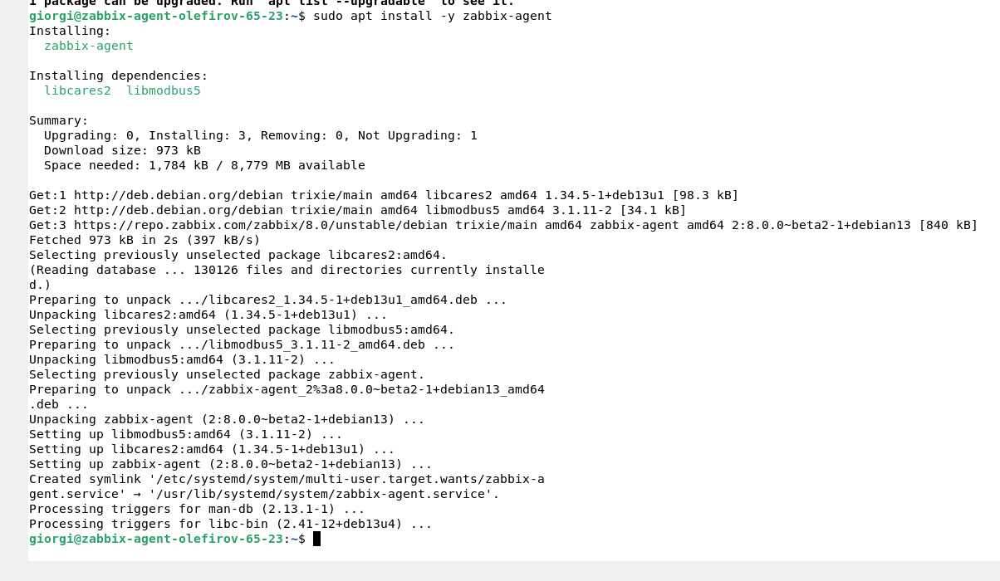 1 package can be upgraded. Run 'apt list --upgradable' to see it.
giorgi@zabbix-agent-olefirov-65-23:~$ sudo apt install -y zabbix-agent
Installing:
  zabbix-agent

Installing dependencies:
  libcares2  libmodbus5

Summary:
  Upgrading: 0, Installing: 3, Removing: 0, Not Upgrading: 1
  Download size: 973 kB
  Space needed: 1,784 kB / 8,779 MB available

Get:1 http://deb.debian.org/debian trixie/main amd64 libcares2 amd64 1.34.5-1+deb13u1 [98.3 kB]
Get:2 http://deb.debian.org/debian trixie/main amd64 libmodbus5 amd64 3.1.11-2 [34.1 kB]
Get:3 https://repo.zabbix.com/zabbix/8.0/unstable/debian trixie/main amd64 zabbix-agent amd64 2:8.0.0~beta2-1+debian13 [840 kB]
Fetched 973 kB in 2s (397 kB/s)
Selecting previously unselected package libcares2:amd64.
(Reading database ... 130126 files and directories currently installe
d.)
Preparing to unpack .../libcares2_1.34.5-1+deb13u1_amd64.deb ...
Unpacking libcares2:amd64 (1.34.5-1+deb13u1) ...
Selecting previously unselected package libmodbus5:amd64.
Preparing to unpack .../libmodbus5_3.1.11-2_amd64.deb ...
Unpacking libmodbus5:amd64 (3.1.11-2) ...
Selecting previously unselected package zabbix-agent.
Preparing to unpack .../zabbix-agent_2%3a8.0.0~beta2-1+debian13_amd64
.deb ...
Unpacking zabbix-agent (2:8.0.0~beta2-1+debian13) ...
Setting up libmodbus5:amd64 (3.1.11-2) ...
Setting up libcares2:amd64 (1.34.5-1+deb13u1) ...
Setting up zabbix-agent (2:8.0.0~beta2-1+debian13) ...
Created symlink '/etc/systemd/system/multi-user.target.wants/zabbix-a
gent.service' → '/usr/lib/systemd/system/zabbix-agent.service'.
Processing triggers for man-db (2.13.1-1) ...
Processing triggers for libc-bin (2.41-12+deb13u4) ...
giorgi@zabbix-agent-olefirov-65-23:~$